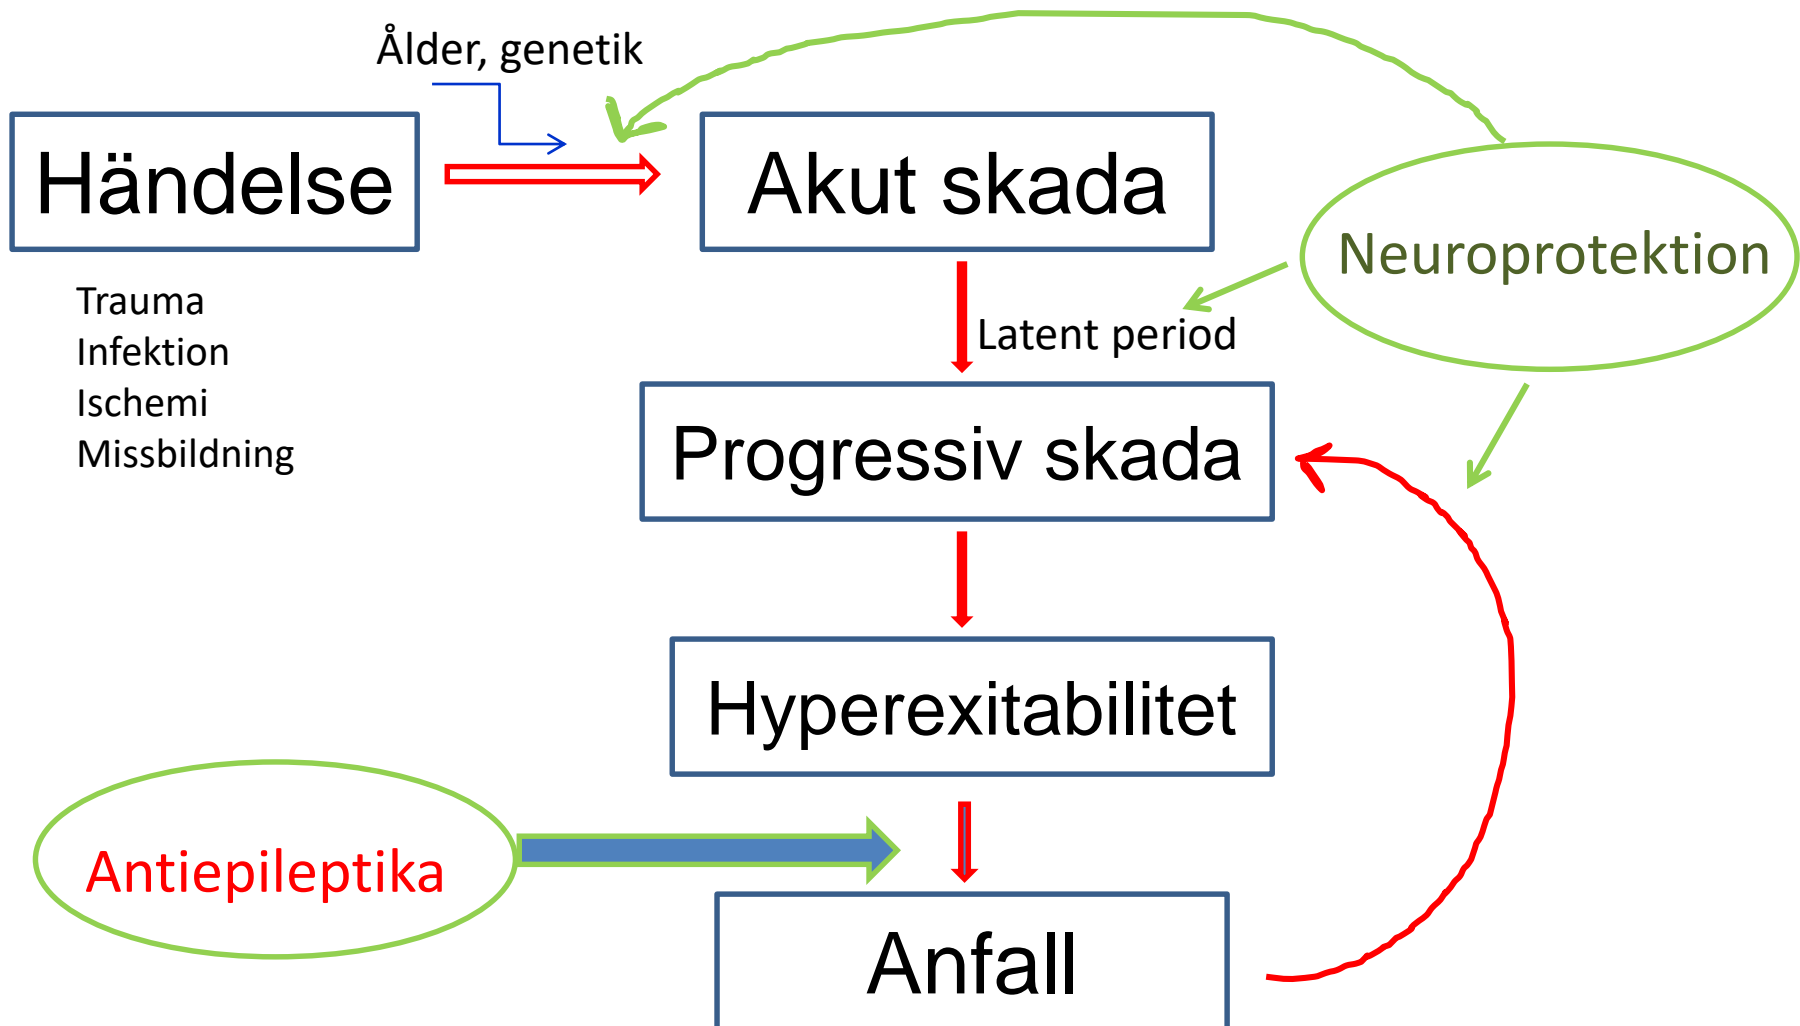 Ålder, genetik
Händelse
Akut skada
Neuroprotektion
Trauma
Infektion
Ischemi
Missbildning
Latent period
Progressiv skada
Hyperexitabilitet
Antiepileptika
Anfall